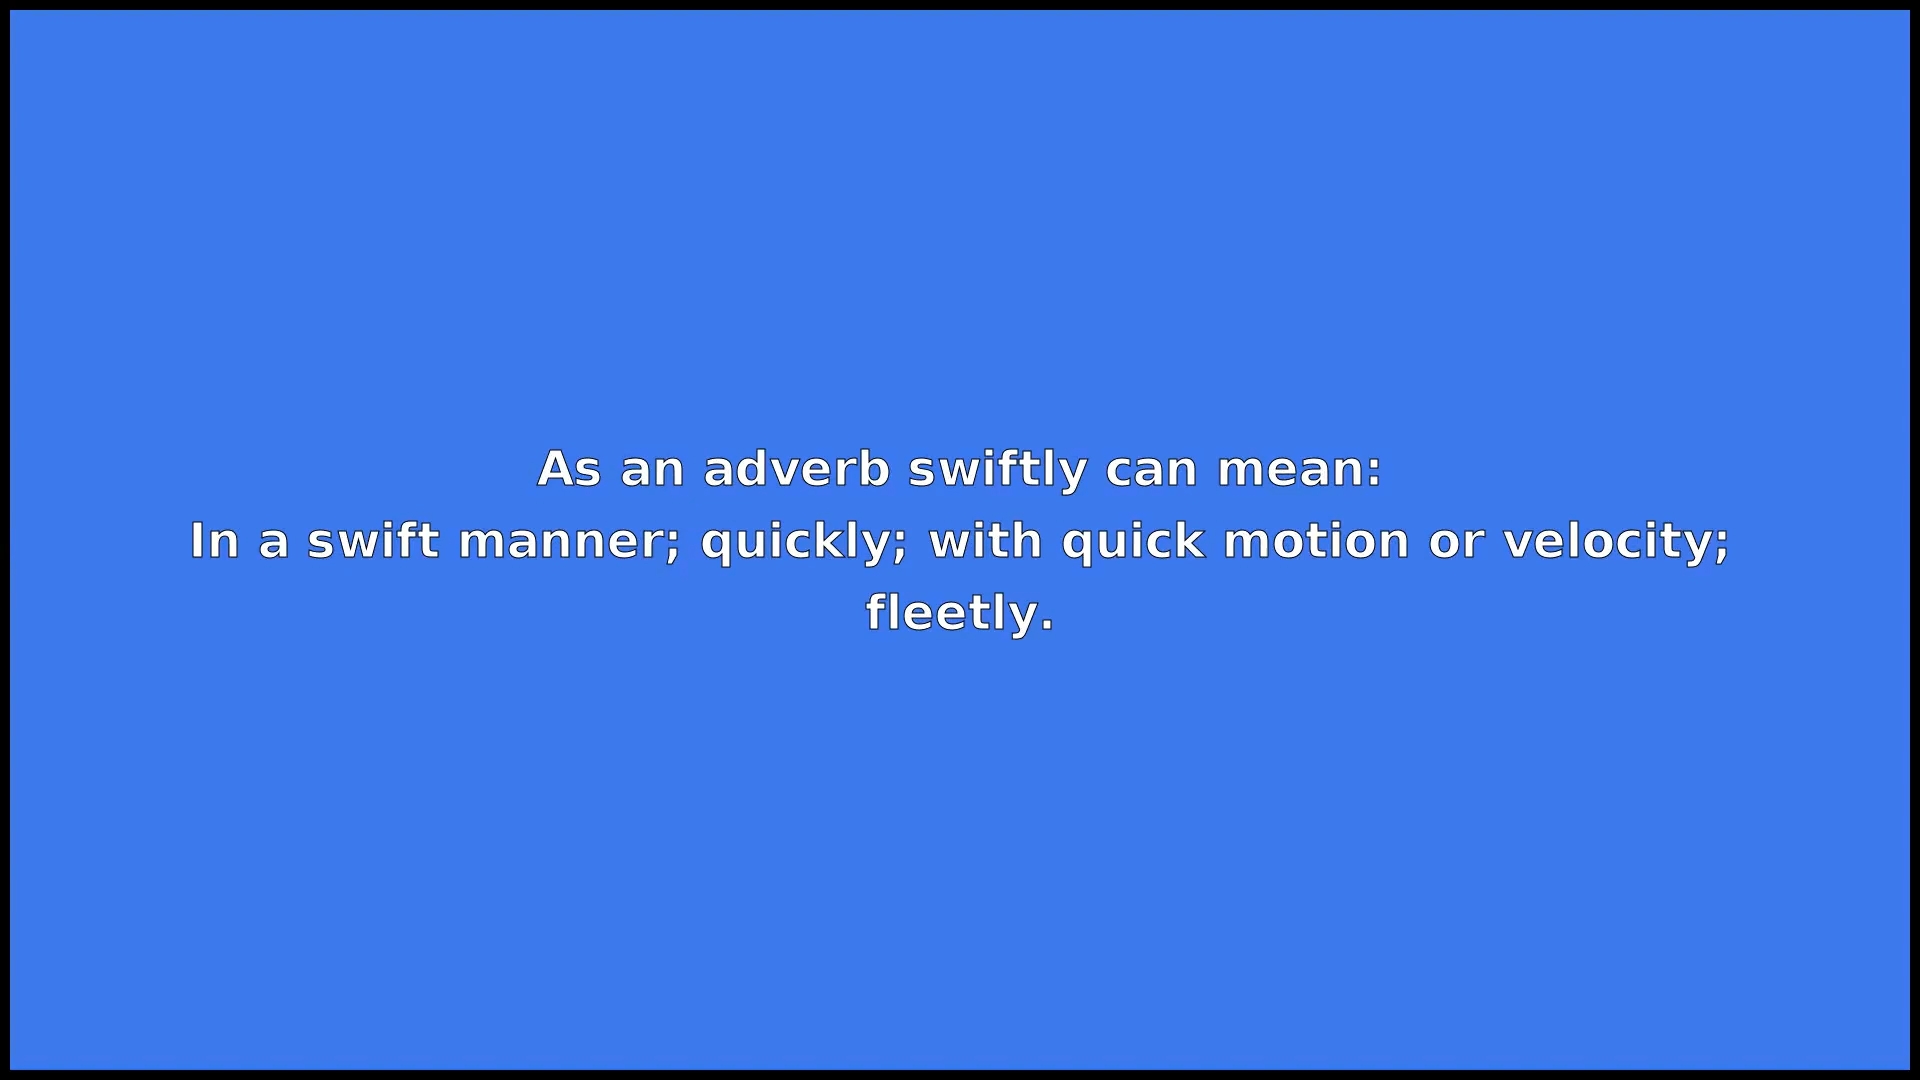 As an adverb swiftly can mean:
In a swift manner; quickly; with quick motion or velocity;
fleetly.